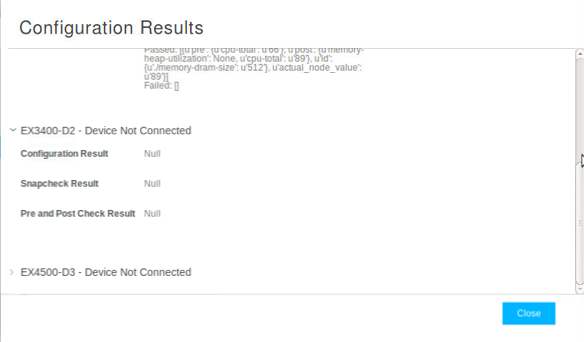 Configuration Results
Passed: [{u'pre': {u'cpu-total': u'66'}, u'post': {u'memory-
heap-utilization': None, u'cpu-total': u'89'}, u'id':
{u'./memory-dram-size': u'512'}, u'actual_node_value':
u'89'}]
Failed: []
EX3400-D2 - Device Not Connected
Configuration Result Null
Snapcheck Result Null
Pre and Post Check Result Null
EX4500-D3 - Device Not Connected
Close